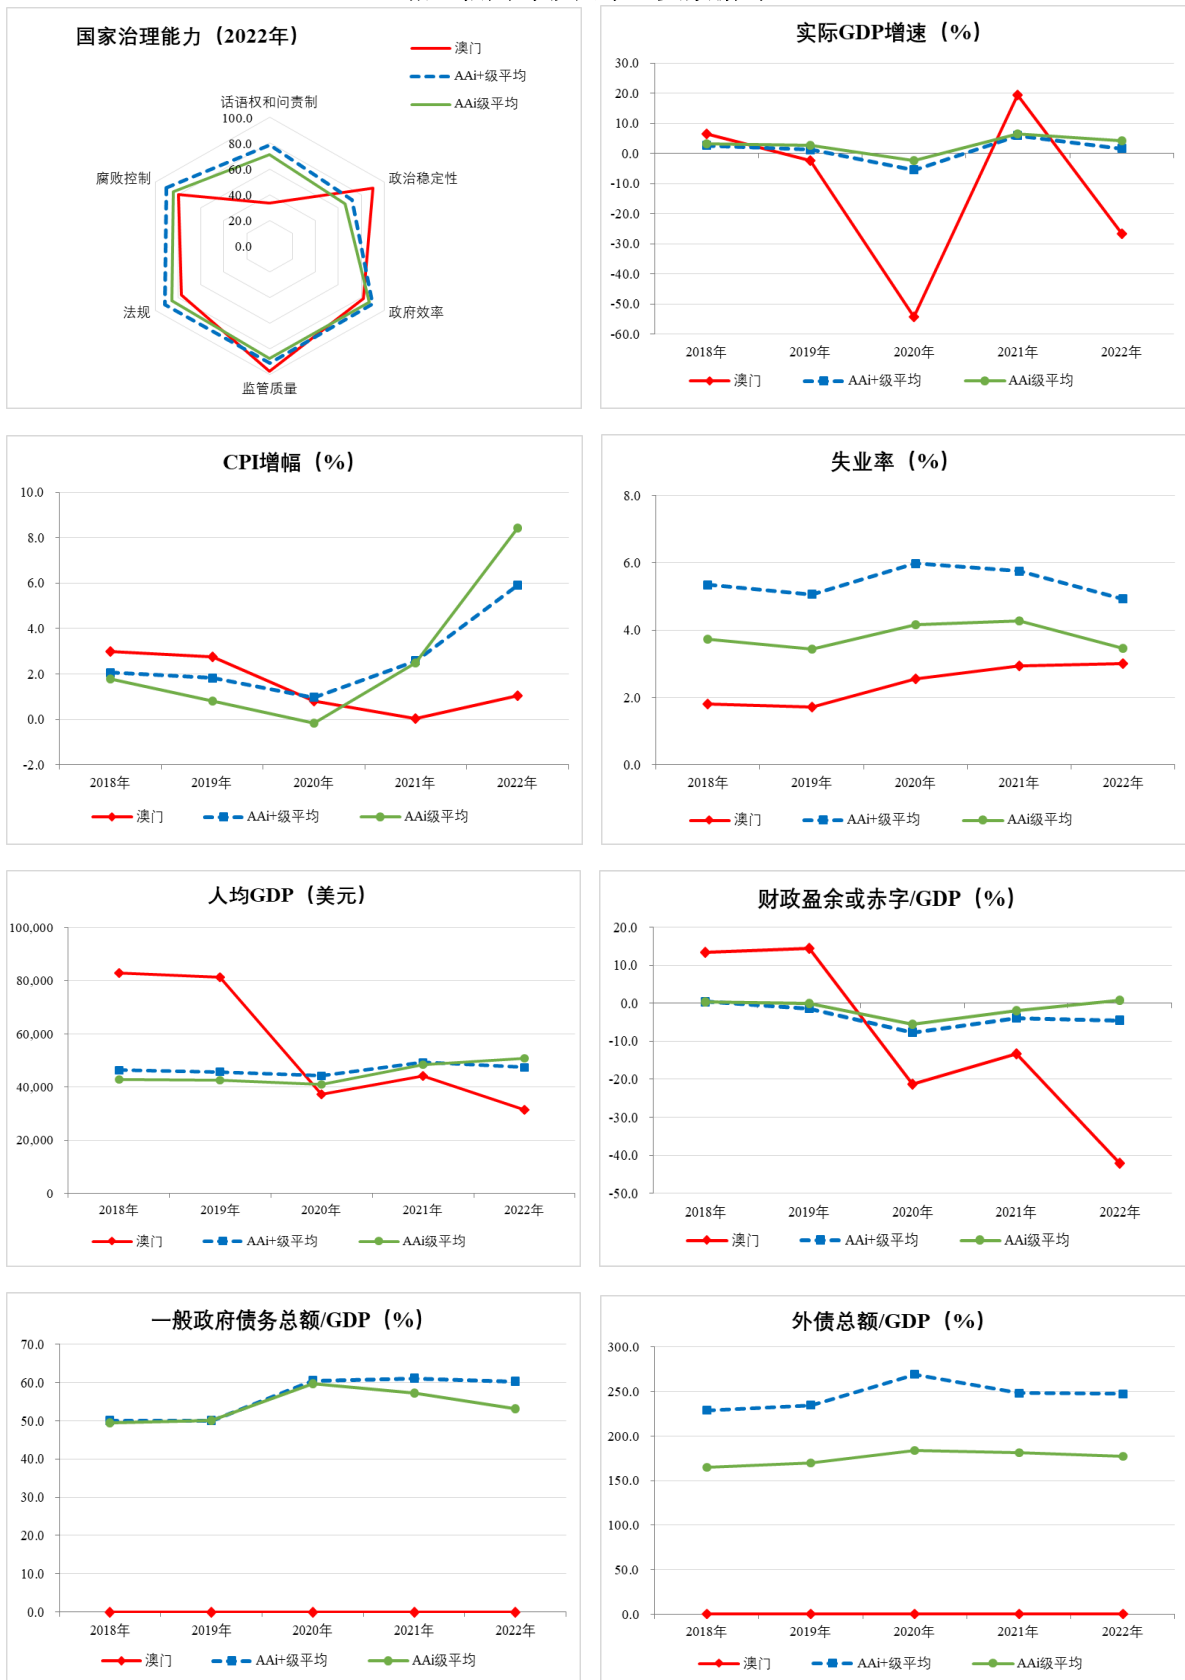 国家治理能力（2022年）
澳门
AAi+级平均
AAi级平均
话语权和问责制
100.0
80.0
60.0
40.0
20.0
0.0
腐败控制
政治稳定性
法规
政府效率
监管质量
实际GDP增速（%）
30.0
20.0
10.0
0.0
-10.0
-20.0
-30.0
-40.0
-50.0
-60.0
2018年 2019年 2020年 2021年 2022年
澳门 AAi+级平均 AAi级平均
CPI增幅（%）
10.0
8.0
6.0
4.0
2.0
0.0
-2.0
2018年 2019年 2020年 2021年 2022年
澳门 AAi+级平均 AAi级平均
失业率（%）
8.0
6.0
4.0
2.0
0.0
2018年 2019年 2020年 2021年 2022年
澳门 AAi+级平均 AAi级平均
人均GDP（美元）
100,000
80,000
60,000
40,000
20,000
0
2018年 2019年 2020年 2021年 2022年
澳门 AAi+级平均 AAi级平均
财政盈余或赤字/GDP（%）
20.0
10.0
0.0
-10.0
-20.0
-30.0
-40.0
-50.0
2018年 2019年 2020年 2021年 2022年
澳门 AAi+级平均 AAi级平均
一般政府债务总额/GDP（%）
70.0
60.0
50.0
40.0
30.0
20.0
10.0
0.0
2018年 2019年 2020年 2021年 2022年
澳门 AAi+级平均 AAi级平均
外债总额/GDP（%）
300.0
250.0
200.0
150.0
100.0
50.0
0.0
2018年 2019年 2020年 2021年 2022年
澳门 AAi+级平均 AAi级平均